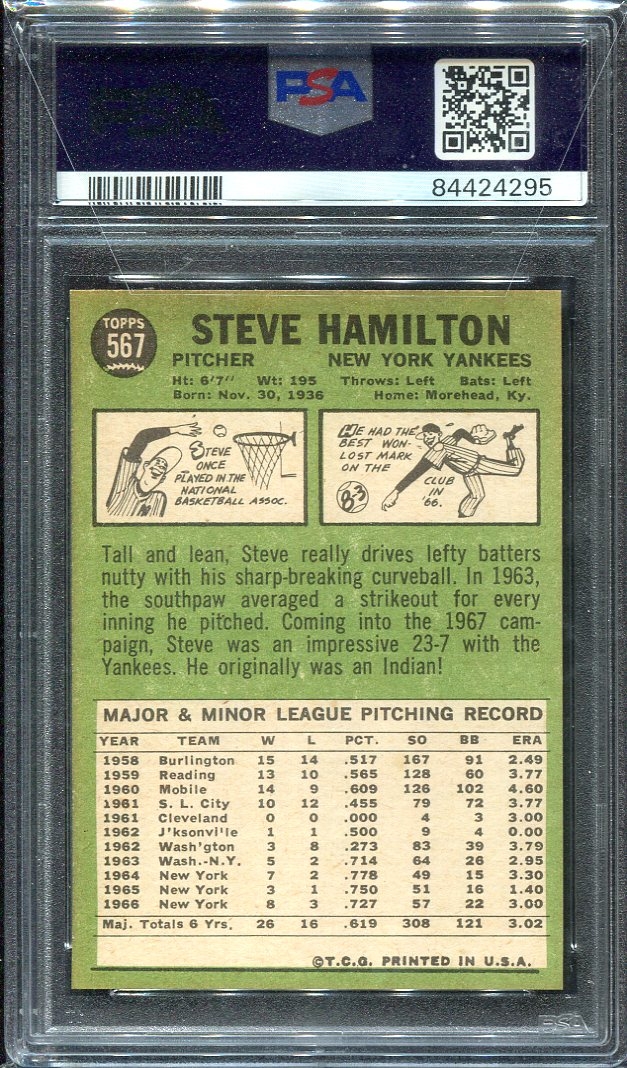 PSA
84424295
TOPPS
567
STEVE HAMILTON
PITCHER NEW YORK YANKEES
Ht: 6'7" Wt: 195 Throws: Left Bats: Left
Born: Nov. 30, 1936 Home: Morehead, Ky.
STEVE
ONCE
PLAYED IN THE
NATIONAL
BASKETBALL ASSOC.
HE HAD THE
BEST WON-
LOST MARK
ON THE
CLUB
IN
'66.
8-3
Tall and lean, Steve really drives lefty batters
nutty with his sharp-breaking curveball. In 1963,
the southpaw averaged a strikeout for every
inning he pitched. Coming into the 1967 cam-
paign, Steve was an impressive 23-7 with the
Yankees. He originally was an Indian!
MAJOR & MINOR LEAGUE PITCHING RECORD
YEAR TEAM W L PCT. SO BB ERA
1958 Burlington 15 14 .517 167 91 2.49
1959 Reading 13 10 .565 128 60 3.77
1960 Mobile 14 9 .609 126 102 4.60
1961 S. L. City 10 12 .455 79 72 3.77
1961 Cleveland 0 0 .000 4 3 3.00
1962 J'ksonville 1 1 .500 9 4 0.00
1962 Wash'gton 3 8 .273 83 39 3.79
1963 Wash.-N.Y. 5 2 .714 64 26 2.95
1964 New York 7 2 .778 49 15 3.30
1965 New York 3 1 .750 51 16 1.40
1966 New York 8 3 .727 57 22 3.00
Maj. Totals 6 Yrs. 26 16 .619 308 121 3.02
©T.C.G. PRINTED IN U.S.A.
PSA